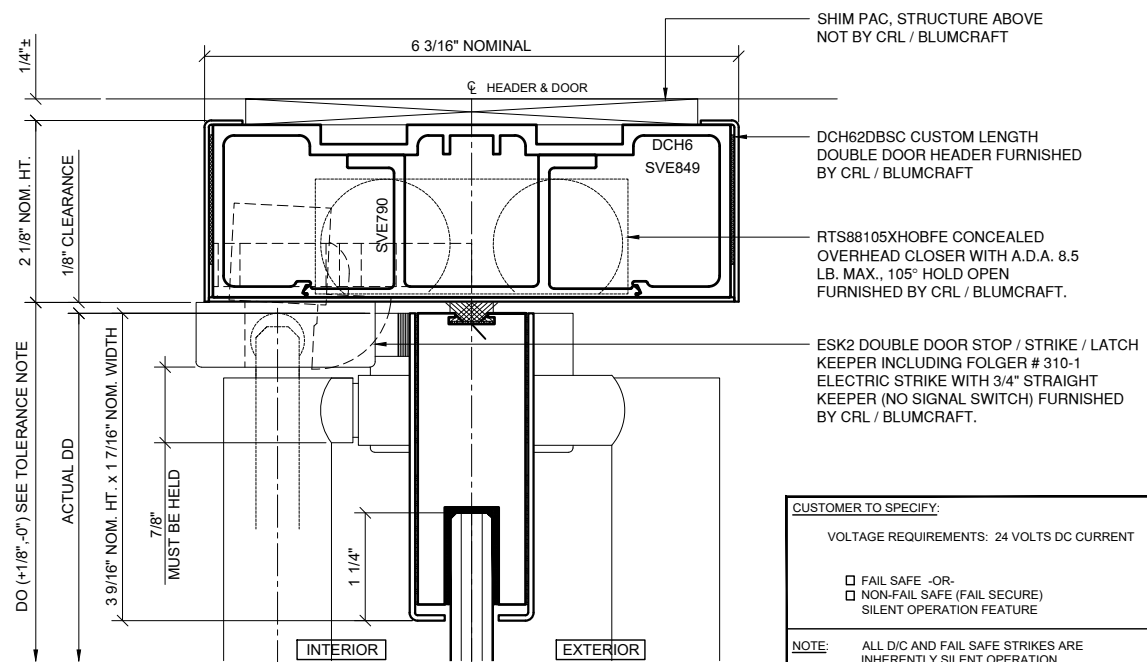 SHIM PAC, STRUCTURE ABOVE
NOT BY CRL / BLUMCRAFT
1/4"±
6 3/16" NOMINAL
℄ HEADER & DOOR
DCH6
SVE849
DCH62DBSC CUSTOM LENGTH
DOUBLE DOOR HEADER FURNISHED
BY CRL / BLUMCRAFT
2 1/8" NOM. HT.
1/8" CLEARANCE
SVE790
RTS88105XHOBFE CONCEALED
OVERHEAD CLOSER WITH A.D.A. 8.5
LB. MAX., 105° HOLD OPEN
FURNISHED BY CRL / BLUMCRAFT.
ESK2 DOUBLE DOOR STOP / STRIKE / LATCH
KEEPER INCLUDING FOLGER # 310-1
ELECTRIC STRIKE WITH 3/4" STRAIGHT
KEEPER (NO SIGNAL SWITCH) FURNISHED
BY CRL / BLUMCRAFT.
DO (+1/8",-0") SEE TOLERANCE NOTE
ACTUAL DD
3 9/16" NOM. HT. x 1 7/16" NOM. WIDTH
7/8"
MUST BE HELD
1 1/4"
INTERIOR
EXTERIOR
CUSTOMER TO SPECIFY:
VOLTAGE REQUIREMENTS: 24 VOLTS DC CURRENT
FAIL SAFE -OR-
NON-FAIL SAFE (FAIL SECURE)
SILENT OPERATION FEATURE
NOTE: ALL D/C AND FAIL SAFE STRIKES ARE
INHERENTLY SILENT OPERATION